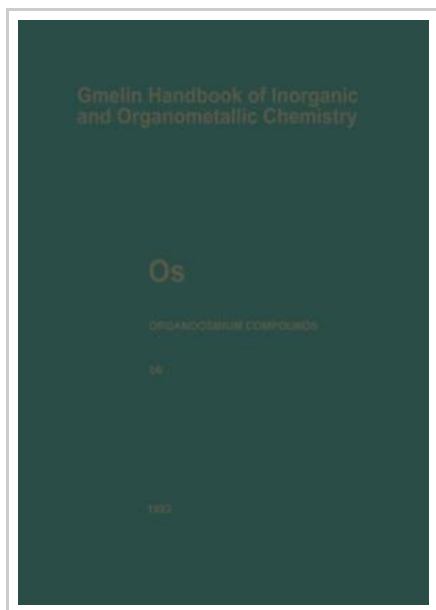 Gmelin Handbook of Inorganic
and Organometallic Chemistry
Os
ORGANOOSMIUM COMPOUNDS